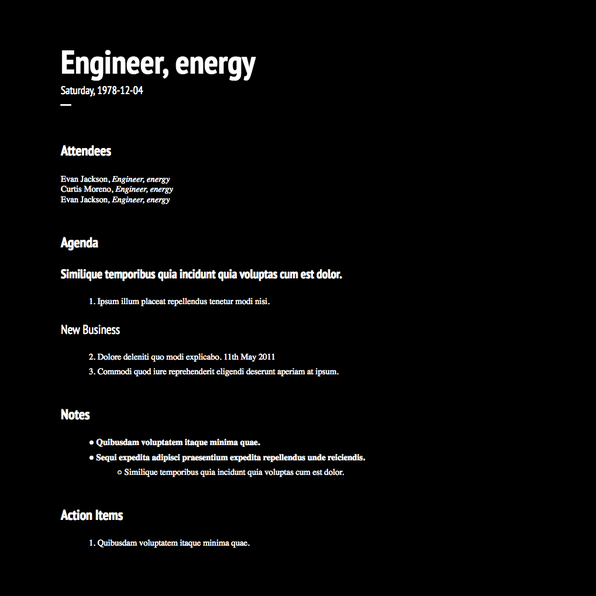 Engineer, energy
Saturday, 1978-12-04
Attendees
Evan Jackson, Engineer, energy
Curtis Moreno, Engineer, energy
Evan Jackson, Engineer, energy
Agenda
Similique temporibus quia incidunt quia voluptas cum est dolor.
1. Ipsum illum placeat repellendus tenetur modi nisi.
New Business
2. Dolore deleniti quo modi explicabo. 11th May 2011
3. Commodi quod iure reprehenderit eligendi deserunt aperiam at ipsum.
Notes
● Quibusdam voluptatem itaque minima quae.
● Sequi expedita adipisci praesentium expedita repellendus unde reiciendis.
○ Similique temporibus quia incidunt quia voluptas cum est dolor.
Action Items
1. Quibusdam voluptatem itaque minima quae.